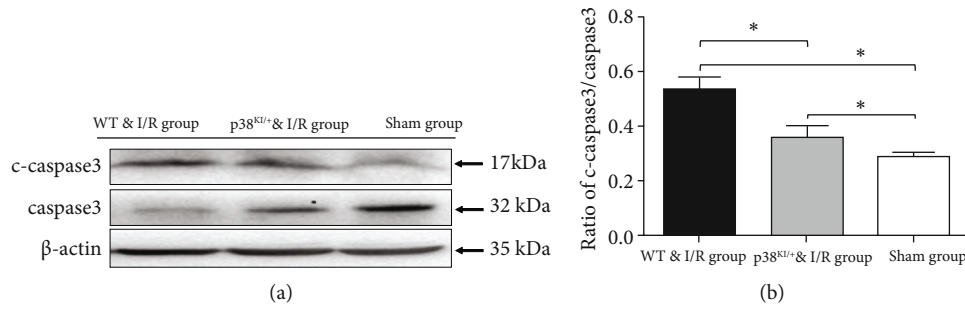 WT & I/R group p38KI/+& I/R group Sham group
c-caspase3 17kDa
caspase3 32 kDa
β-actin 35 kDa
(a)
Ratio of c-caspase3/caspase3
0.8
0.6
0.4
0.2
0.0
*
*
*
WT & I/R group p38KI/+& I/R group Sham group
(b)